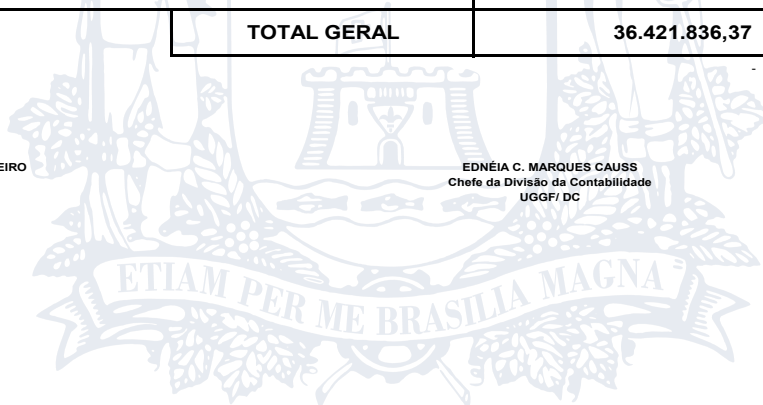 TOTAL GERAL 36.421.836,37
-
EIRO
EDNÉIA C. MARQUES CAUSS
Chefe da Divisão da Contabilidade
UGGF/ DC
ETIAM PER ME BRASILIA MAGNA